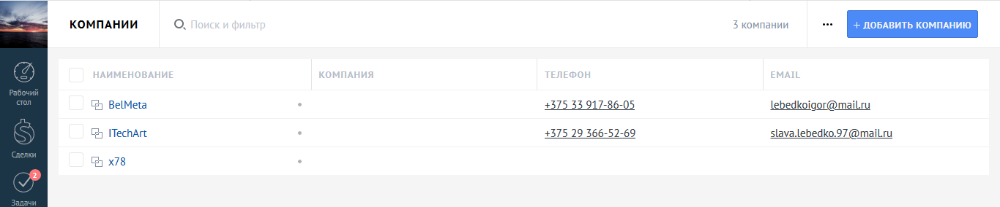 КОМПАНИИ
Поиск и фильтр
3 компании
•••
+ ДОБАВИТЬ КОМПАНИЮ
НАИМЕНОВАНИЕ КОМПАНИЯ ТЕЛЕФОН EMAIL
BelMeta +375 33 917-86-05 lebedkoigor@mail.ru
ITechArt +375 29 366-52-69 slava.lebedko.97@mail.ru
x78
Рабочий
стол
Сделки
2
Задачи